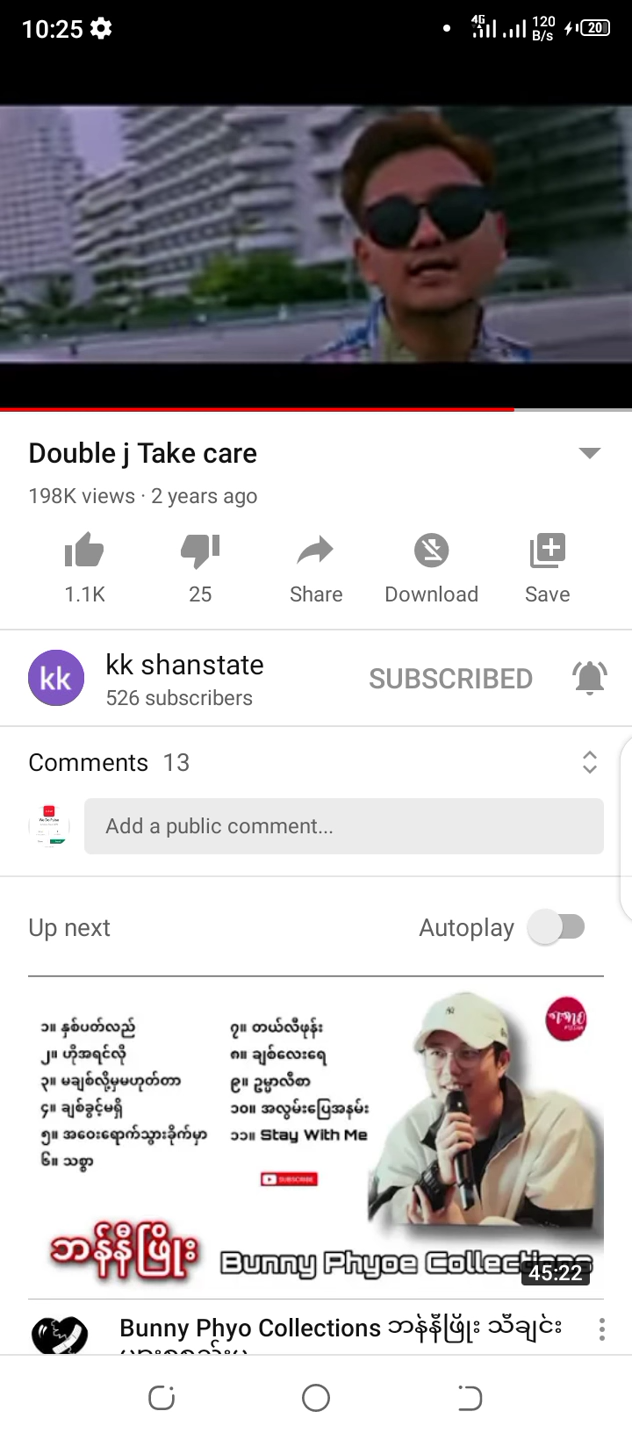 10:25
4G 120 B/s 20
Double j Take care
198K views · 2 years ago
1.1K 25 Share Download Save
kk
kk shanstate
526 subscribers
SUBSCRIBED
Comments 13
Add a public comment...
Up next
Autoplay
၁။ နှစ်ပတ်လည်
၂။ ဟိုအရင်လို
၃။ မချစ်လို့မှမဟုတ်တာ
၄။ ချစ်ခွင့်မရှိ
၅။ အဝေးရောက်သွားခိုက်မှာ
၆။ သစ္စာ
၇။ တယ်လီဖုန်း
၈။ ချစ်လေးရေ
၉။ ဥမ္မာလီစာ
၁၀။ အလွမ်းပြေအနမ်း
၁၁။ Stay With Me
SUBSCRIBE
ဘန်နီဖြိုး
Bunny Phyoe Collections
45:22
Bunny Phyo Collections ဘန်နီဖြိုး သီချင်း